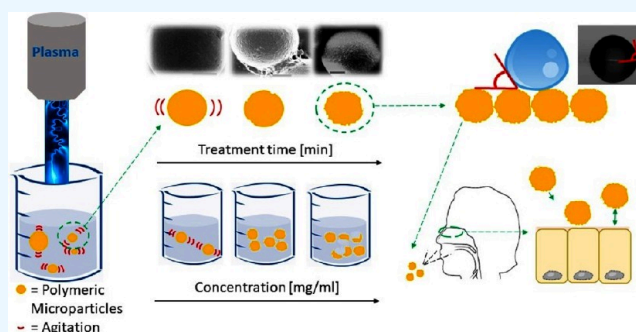 Plasma
Treatment time [min]
Concentration [mg/ml]
= Polymeric
Microparticles
= Agitation